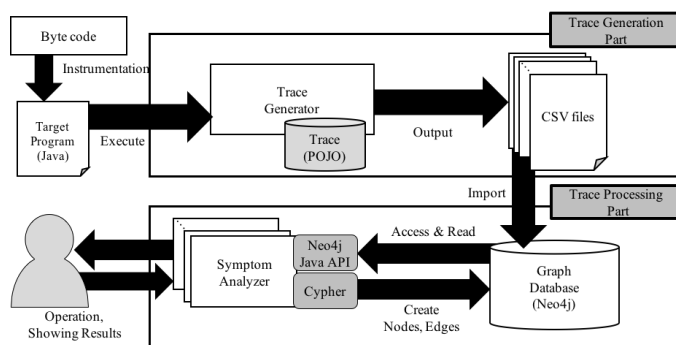 Byte code
Trace Generation
Part
Instrumentation
Trace
Generator
CSV files
Target
Program
(Java)
Execute
Trace
(POJO)
Output
Import
Trace Processing
Part
Access & Read
Neo4j
Java API
Symptom
Analyzer
Cypher
Graph
Database
(Neo4j)
Operation,
Showing Results
Create
Nodes, Edges